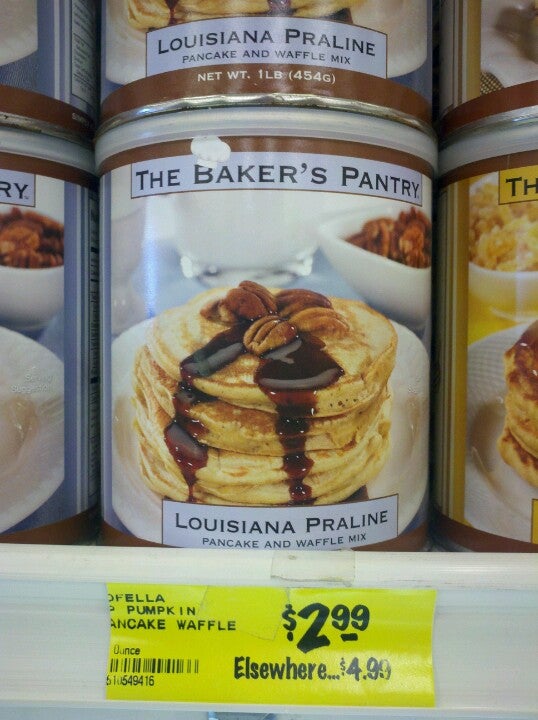 LOUISIANA PRALINE
PANCAKE AND WAFFLE MIX
NET WT. 1LB (454G)
RY
THE BAKER'S PANTRY
TH
LOUISIANA PRALINE
PANCAKE AND WAFFLE MIX
OFELLA
P PUMPKIN
ANCAKE WAFFLE
$2.99
Ounce
Elsewhere...$4.99
510549416